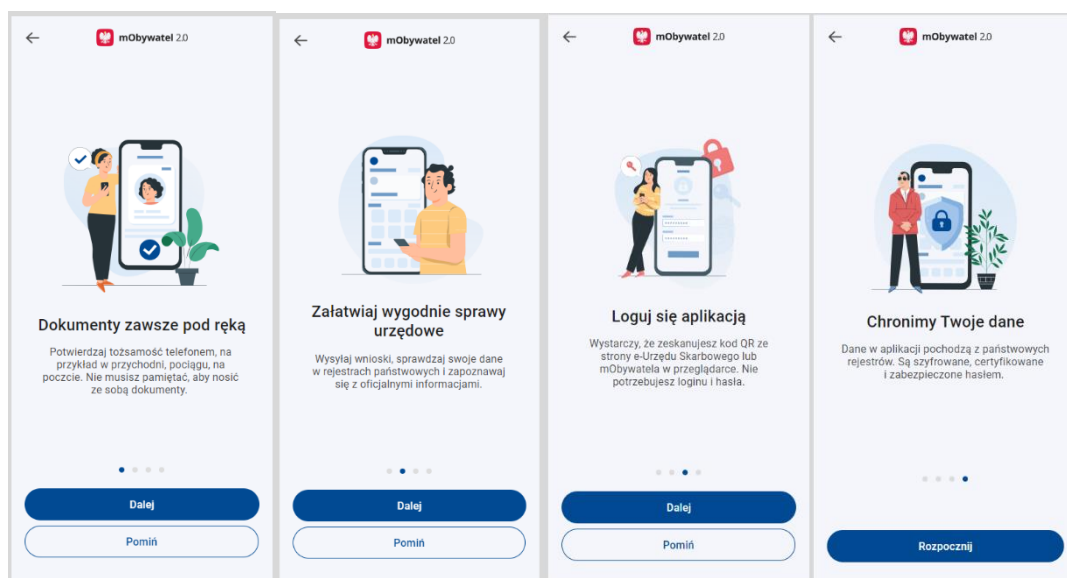 mObywatel 2.0
Dokumenty zawsze pod ręką
Potwierdzaj tożsamość telefonem, na
przykład w przychodni, pociągu, na
poczcie. Nie musisz pamiętać, aby nosić
ze sobą dokumenty.
Dalej
Pomiń
mObywatel 2.0
Załatwiaj wygodnie sprawy
urzędowe
Wysyłaj wnioski, sprawdzaj swoje dane
w rejestrach państwowych i zapoznawaj
się z oficjalnymi informacjami.
Dalej
Pomiń
mObywatel 2.0
Loguj się aplikacją
Wystarczy, że zeskanujesz kod QR ze
strony e-Urzędu Skarbowego lub
mObywatela w przeglądarce. Nie
potrzebujesz loginu i hasła.
Dalej
Pomiń
mObywatel 2.0
Chronimy Twoje dane
Dane w aplikacji pochodzą z państwowych
rejestrów. Są szyfrowane, certyfikowane
i zabezpieczone hasłem.
Rozpocznij